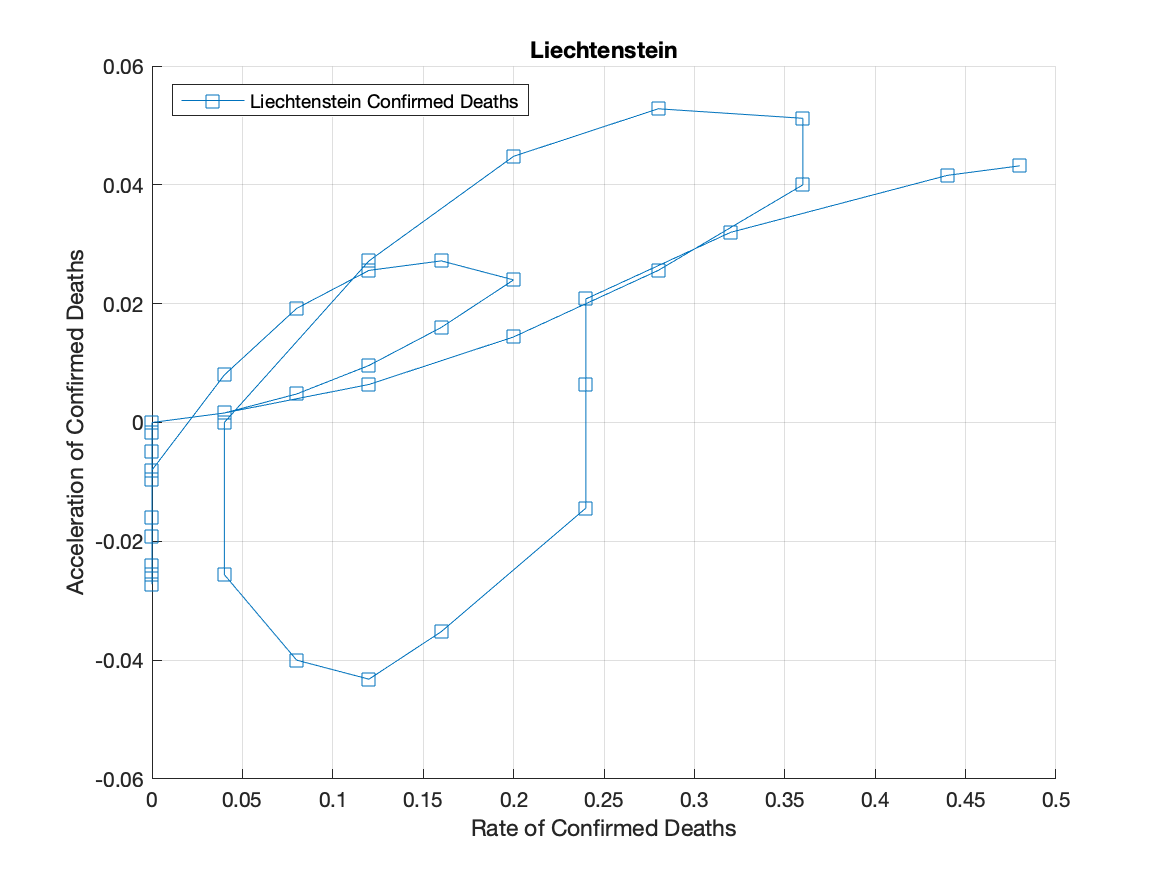 Liechtenstein
0.06
Liechtenstein Confirmed Deaths
0.04
0.02
0
-0.02
-0.04
-0.06
Acceleration of Confirmed Deaths
0 0.05 0.1 0.15 0.2 0.25 0.3 0.35 0.4 0.45 0.5
Rate of Confirmed Deaths